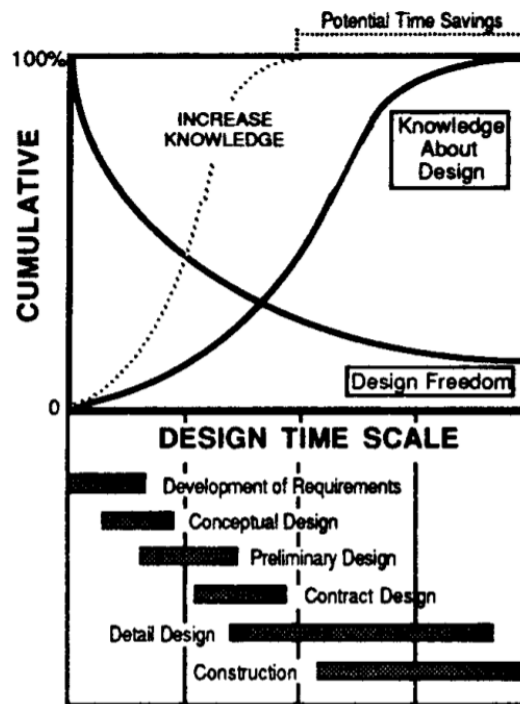 Potential Time Savings
100%
INCREASE
KNOWLEDGE
Knowledge
About
Design
CUMULATIVE
Design Freedom
0
DESIGN TIME SCALE
Development of Requirements
Conceptual Design
Preliminary Design
Contract Design
Detail Design
Construction